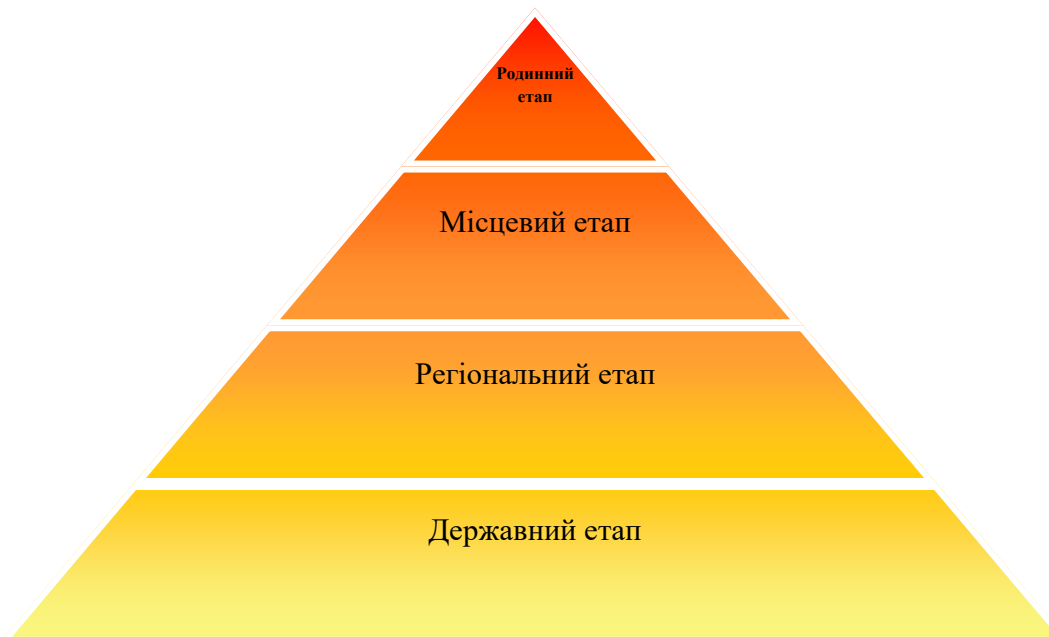 Родинний
етап
Місцевий етап
Регіональний етап
Державний етап